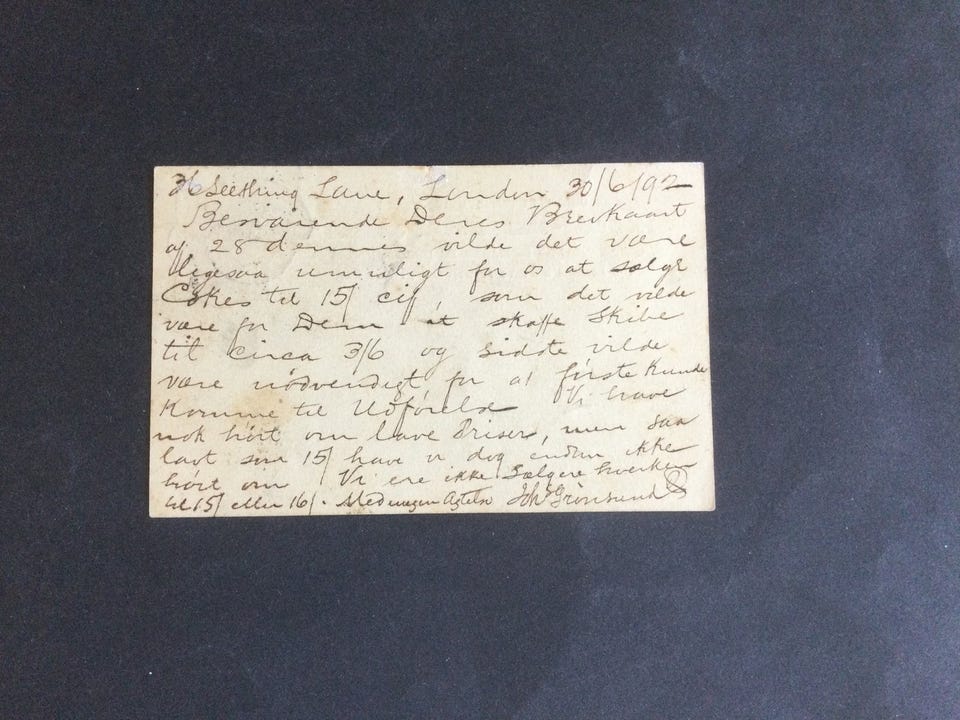 36 Seething Lane, London 30/6/92
Besvarende Deres Brevkaart
af 28 dennes vilde det være
ligesaa umuligt for os at sælge
Cokes til 15/ cif, som det vilde
være for Dem at skaffe Skibe
til circa 3/6 og sidste vilde
være nödvendigt for at förste Kunde
Komme til Udförelse Vi have
nok hört om lave Priser, men saa
lavt som 15/ have vi dog endnu ikke
hört om Vi ere ikke Sælgere hverken
til 15/ eller 16/. Med megen Agtelse Joh Grönsund